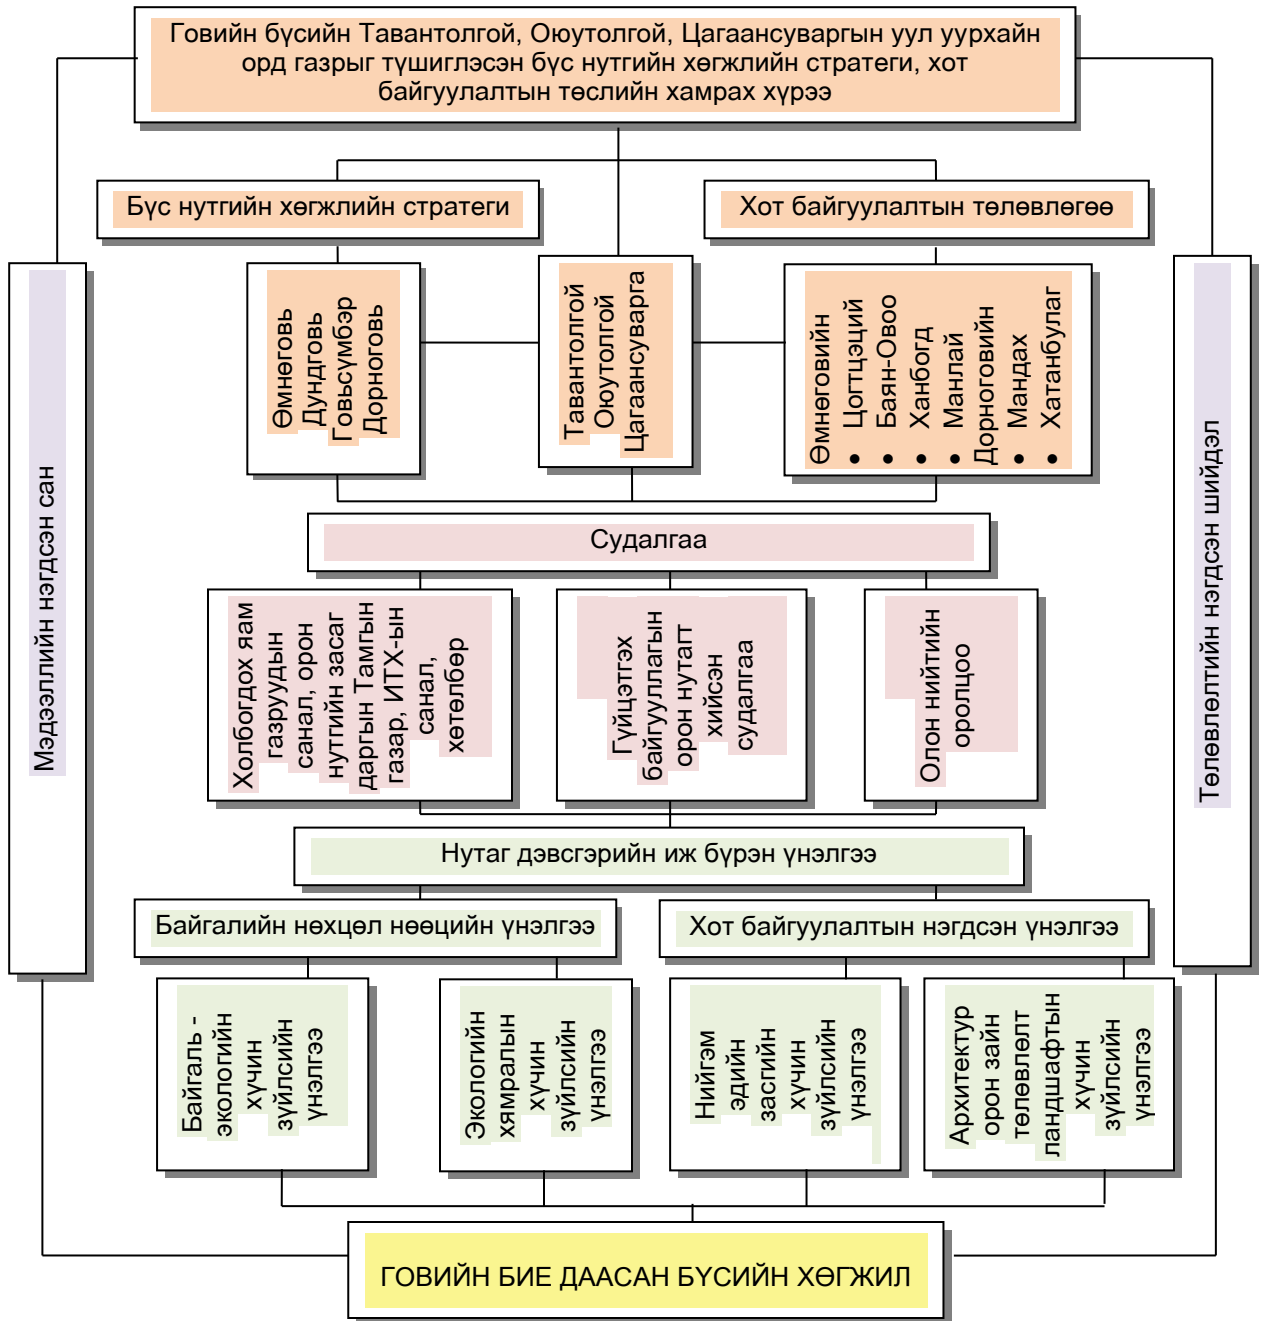 Говийн бүсийн Тавантолгой, Оюутолгой, Цагаансуваргын уул уурхайн
орд газрыг түшиглэсэн бүс нутгийн хөгжлийн стратеги, хот
байгуулалтын төслийн хамрах хүрээ
Бүс нутгийн хөгжлийн стратеги
Хот байгуулалтын төлөвлөгөө
Мэдээллийн нэгдсэн сан
Өмнөговь
Дундговь
Говьсүмбэр
Дорноговь
Тавантолгой
Оюутолгой
Цагаансуварга
Өмнөговийн
• Цогтцэций
• Баян-Овоо
• Ханбогд
• Манлай
Дорноговийн
• Мандах
• Хатанбулаг
Төлөвлөлтийн нэгдсэн шийдэл
Судалгаа
Холбогдох яам
газруудын
санал, орон
нутгийн засаг
даргын Тамгын
газар, ИТХ-ын
санал,
хөтөлбөр
Гүйцэтгэх
байгууллагын
орон нутагт
хийсэн
судалгаа
Олон нийтийн
оролцоо
Нутаг дэвсгэрийн иж бүрэн үнэлгээ
Байгалийн нөхцөл нөөцийн үнэлгээ
Хот байгуулалтын нэгдсэн үнэлгээ
Байгаль -
экологийн
хүчин
зүйлсийн
үнэлгээ
Экологийн
хямралын
хүчин
зүйлсийн
үнэлгээ
Нийгэм
эдийн
засгийн
хүчин
зүйлсийн
үнэлгээ
Архитектур
орон зайн
төлөвлөлт
ландшафтын
хүчин
зүйлсийн
үнэлгээ
ГОВИЙН БИЕ ДААСАН БҮСИЙН ХӨГЖИЛ